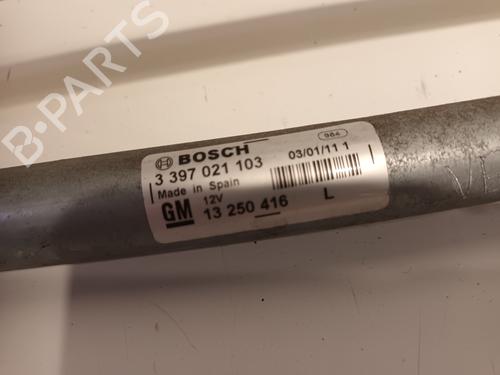 BOSCH 984
3 397 021 103 03/01/11 1
Made in Spain
12V
GM 13 250 416 L
B-PARTS